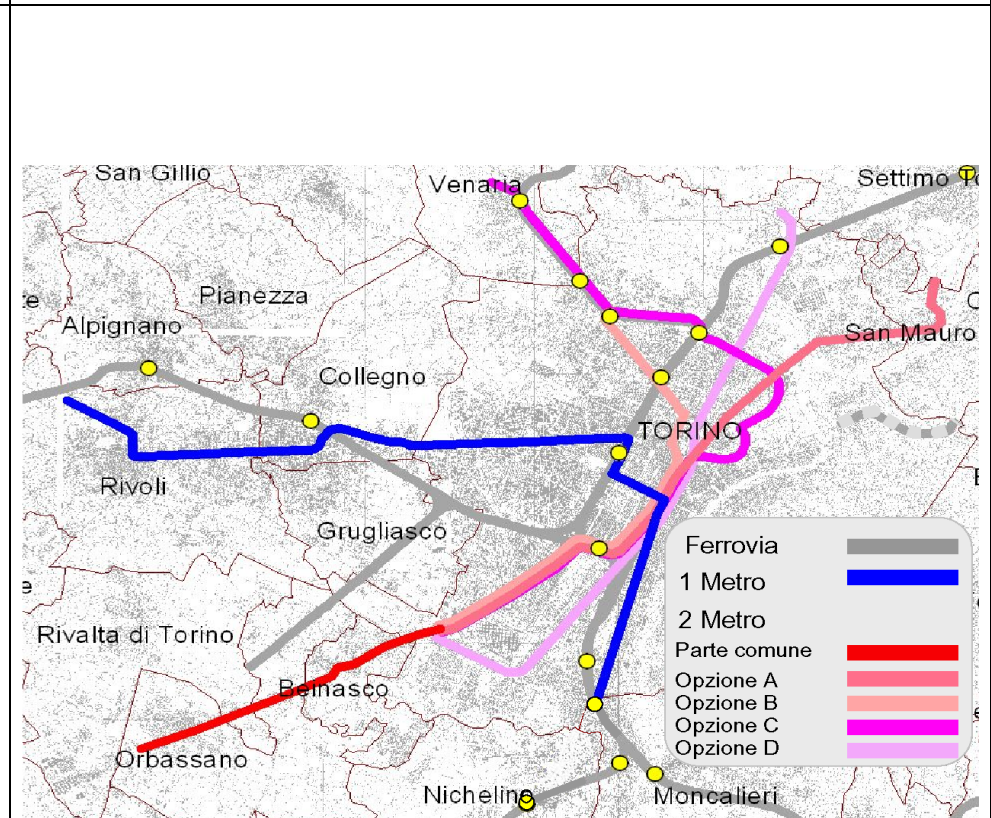 San Gillio
Venaria
Settimo To
Pianezza
Alpignano
San Mauro
Collegno
TORINO
Rivoli
Grugliasco
Ferrovia
1 Metro
2 Metro
Rivalta di Torino
Parte comune
Opzione A
Beinasco
Opzione B
Opzione C
Opzione D
Orbassano
Nichelino
Moncalieri